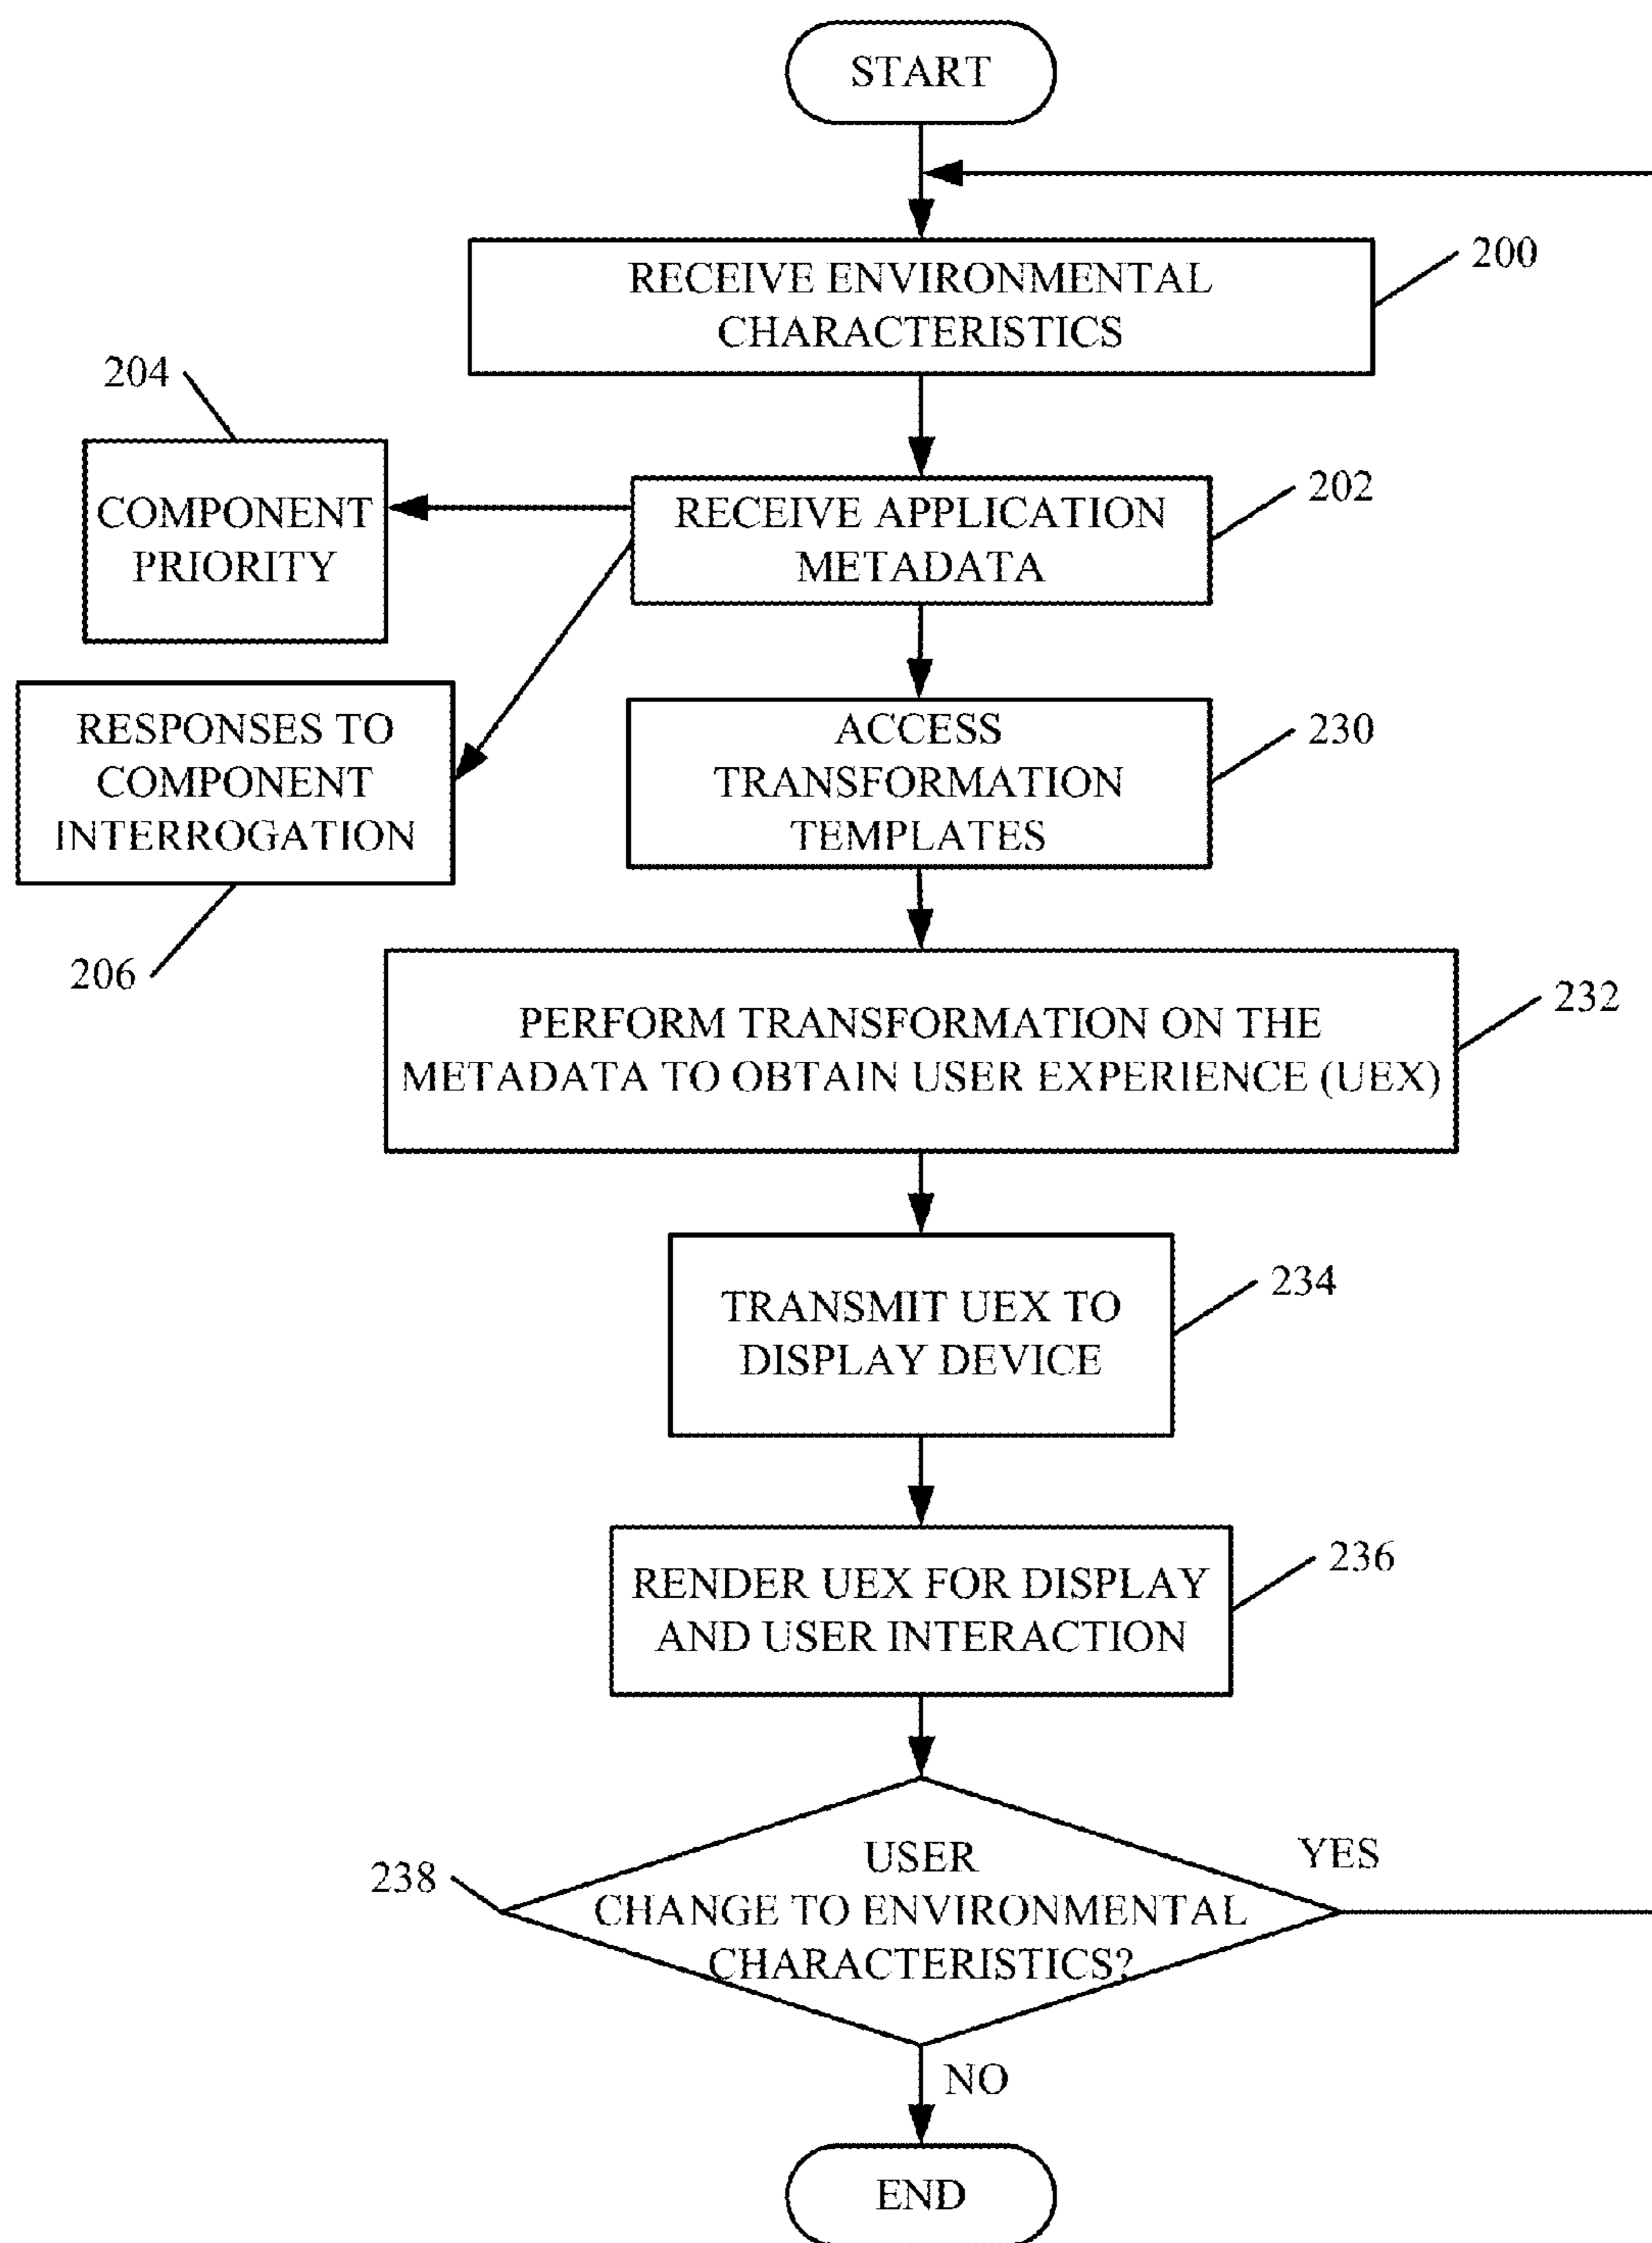 START
RECEIVE ENVIRONMENTAL
CHARACTERISTICS
200
204
COMPONENT
PRIORITY
RECEIVE APPLICATION
METADATA
202
RESPONSES TO
COMPONENT
INTERROGATION
206
ACCESS
TRANSFORMATION
TEMPLATES
230
PERFORM TRANSFORMATION ON THE
METADATA TO OBTAIN USER EXPERIENCE (UEX)
232
TRANSMIT UEX TO
DISPLAY DEVICE
234
RENDER UEX FOR DISPLAY
AND USER INTERACTION
236
USER
CHANGE TO ENVIRONMENTAL
CHARACTERISTICS?
238
YES
NO
END